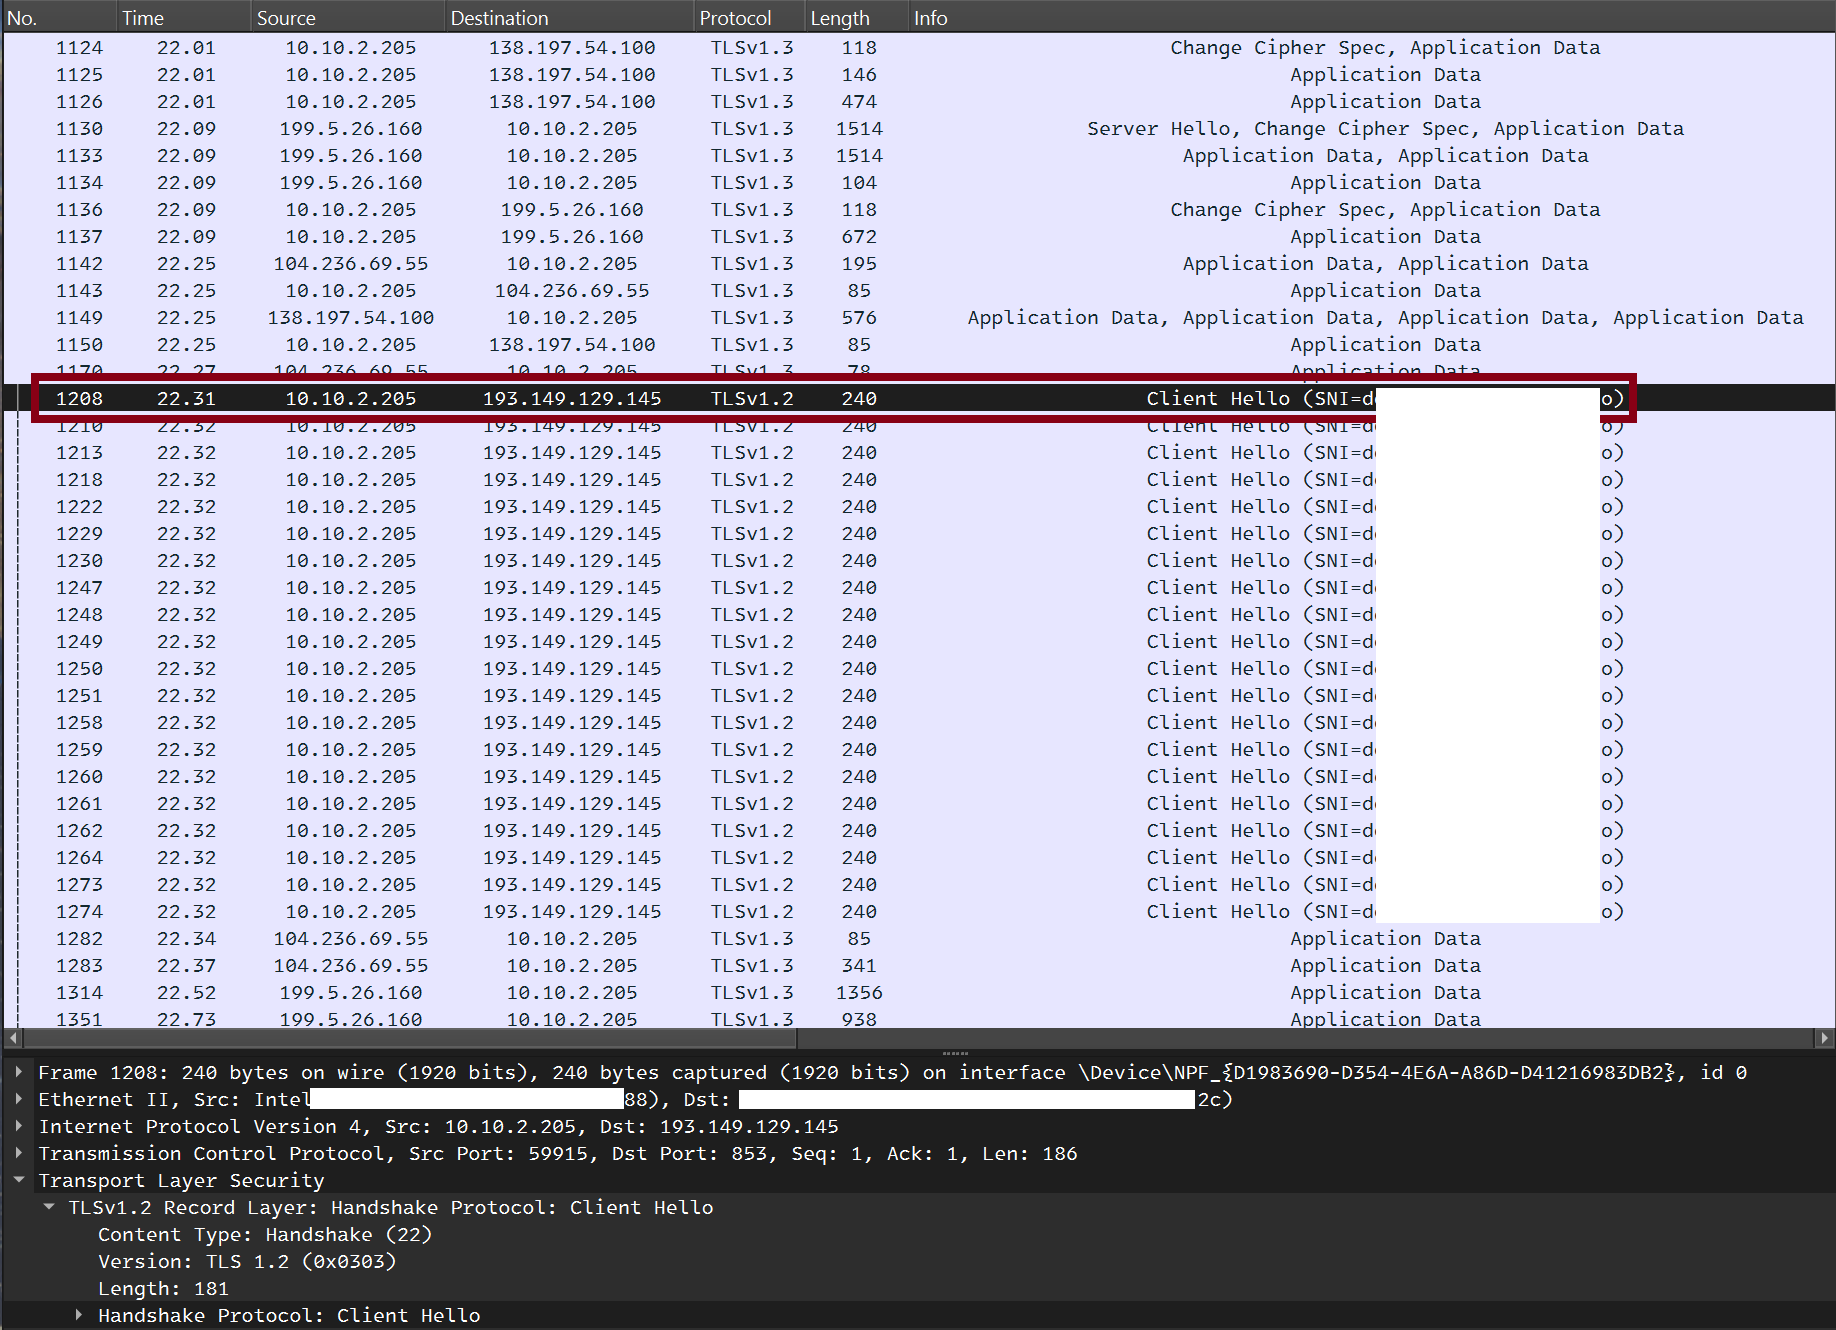 No. Time Source Destination Protocol Length Info
1124 22.01 10.10.2.205 138.197.54.100 TLSv1.3 118 Change Cipher Spec, Application Data
1125 22.01 10.10.2.205 138.197.54.100 TLSv1.3 146 Application Data
1126 22.01 10.10.2.205 138.197.54.100 TLSv1.3 474 Application Data
1130 22.09 199.5.26.160 10.10.2.205 TLSv1.3 1514 Server Hello, Change Cipher Spec, Application Data
1133 22.09 199.5.26.160 10.10.2.205 TLSv1.3 1514 Application Data, Application Data
1134 22.09 199.5.26.160 10.10.2.205 TLSv1.3 104 Application Data
1136 22.09 10.10.2.205 199.5.26.160 TLSv1.3 118 Change Cipher Spec, Application Data
1137 22.09 10.10.2.205 199.5.26.160 TLSv1.3 672 Application Data
1142 22.25 104.236.69.55 10.10.2.205 TLSv1.3 195 Application Data, Application Data
1143 22.25 10.10.2.205 104.236.69.55 TLSv1.3 85 Application Data
1149 22.25 138.197.54.100 10.10.2.205 TLSv1.3 576 Application Data, Application Data, Application Data, Application Data
1150 22.25 10.10.2.205 138.197.54.100 TLSv1.3 85 Application Data
1170 22.27 104.236.69.55 10.10.2.205 TLSv1.3 78 Application Data
1208 22.31 10.10.2.205 193.149.129.145 TLSv1.2 240 Client Hello (SNI=d o)
1210 22.32 10.10.2.205 193.149.129.145 TLSv1.2 240 Client Hello (SNI=d o)
1213 22.32 10.10.2.205 193.149.129.145 TLSv1.2 240 Client Hello (SNI=d o)
1218 22.32 10.10.2.205 193.149.129.145 TLSv1.2 240 Client Hello (SNI=d o)
1222 22.32 10.10.2.205 193.149.129.145 TLSv1.2 240 Client Hello (SNI=d o)
1229 22.32 10.10.2.205 193.149.129.145 TLSv1.2 240 Client Hello (SNI=d o)
1230 22.32 10.10.2.205 193.149.129.145 TLSv1.2 240 Client Hello (SNI=d o)
1247 22.32 10.10.2.205 193.149.129.145 TLSv1.2 240 Client Hello (SNI=d o)
1248 22.32 10.10.2.205 193.149.129.145 TLSv1.2 240 Client Hello (SNI=d o)
1249 22.32 10.10.2.205 193.149.129.145 TLSv1.2 240 Client Hello (SNI=d o)
1250 22.32 10.10.2.205 193.149.129.145 TLSv1.2 240 Client Hello (SNI=d o)
1251 22.32 10.10.2.205 193.149.129.145 TLSv1.2 240 Client Hello (SNI=d o)
1258 22.32 10.10.2.205 193.149.129.145 TLSv1.2 240 Client Hello (SNI=d o)
1259 22.32 10.10.2.205 193.149.129.145 TLSv1.2 240 Client Hello (SNI=d o)
1260 22.32 10.10.2.205 193.149.129.145 TLSv1.2 240 Client Hello (SNI=d o)
1261 22.32 10.10.2.205 193.149.129.145 TLSv1.2 240 Client Hello (SNI=d o)
1262 22.32 10.10.2.205 193.149.129.145 TLSv1.2 240 Client Hello (SNI=d o)
1264 22.32 10.10.2.205 193.149.129.145 TLSv1.2 240 Client Hello (SNI=d o)
1273 22.32 10.10.2.205 193.149.129.145 TLSv1.2 240 Client Hello (SNI=d o)
1274 22.32 10.10.2.205 193.149.129.145 TLSv1.2 240 Client Hello (SNI=d o)
1282 22.34 104.236.69.55 10.10.2.205 TLSv1.3 85 Application Data
1283 22.37 104.236.69.55 10.10.2.205 TLSv1.3 341 Application Data
1314 22.52 199.5.26.160 10.10.2.205 TLSv1.3 1356 Application Data
1351 22.73 199.5.26.160 10.10.2.205 TLSv1.3 938 Application Data
Frame 1208: 240 bytes on wire (1920 bits), 240 bytes captured (1920 bits) on interface \Device\NPF_{D1983690-D354-4E6A-A86D-D41216983DB2}, id 0
Ethernet II, Src: Intel 88), Dst: 2c)
Internet Protocol Version 4, Src: 10.10.2.205, Dst: 193.149.129.145
Transmission Control Protocol, Src Port: 59915, Dst Port: 853, Seq: 1, Ack: 1, Len: 186
Transport Layer Security
TLSv1.2 Record Layer: Handshake Protocol: Client Hello
Content Type: Handshake (22)
Version: TLS 1.2 (0x0303)
Length: 181
Handshake Protocol: Client Hello